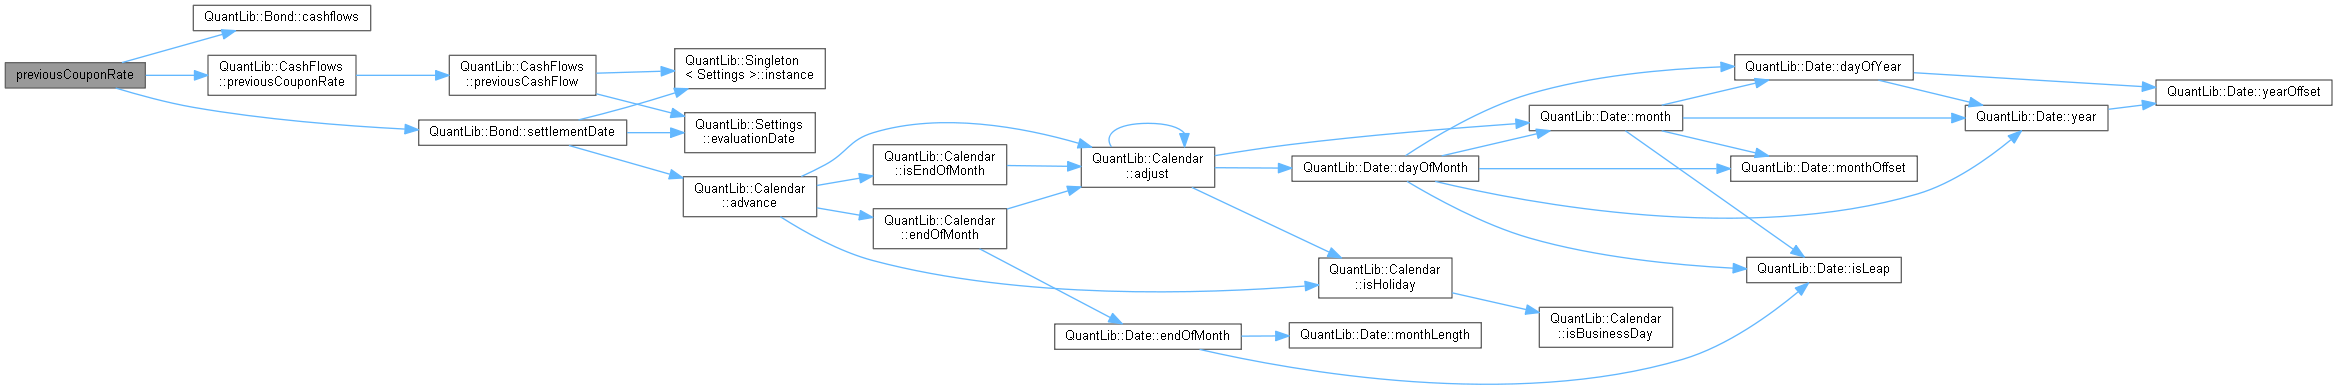 previousCouponRate
QuantLib::Bond::cashflows
QuantLib::CashFlows
::previousCouponRate
QuantLib::CashFlows
::previousCashFlow
QuantLib::Bond::settlementDate
QuantLib::Singleton
< Settings >::instance
QuantLib::Settings
::evaluationDate
QuantLib::Calendar
::advance
QuantLib::Calendar
::isEndOfMonth
QuantLib::Calendar
::endOfMonth
QuantLib::Calendar
::adjust
QuantLib::Date::endOfMonth
QuantLib::Calendar
::isHoliday
QuantLib::Date::monthLength
QuantLib::Date::dayOfMonth
QuantLib::Date::month
QuantLib::Calendar
::isBusinessDay
QuantLib::Date::dayOfYear
QuantLib::Date::monthOffset
QuantLib::Date::isLeap
QuantLib::Date::year
QuantLib::Date::yearOffset